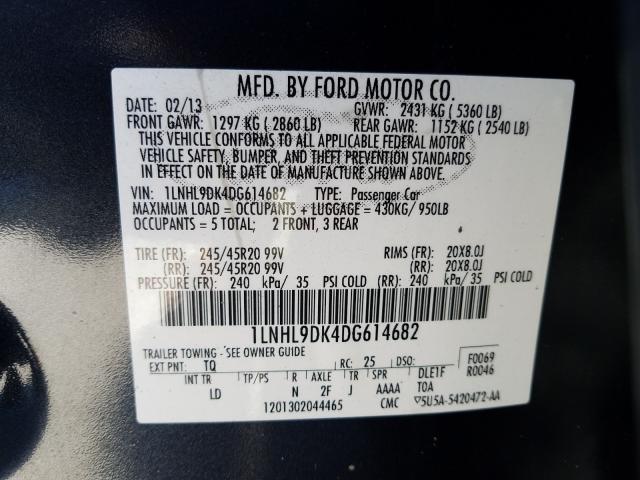 MFD. BY FORD MOTOR CO.
DATE: 02/13 GVWR: 2431 KG (5360 LB)
FRONT GAWR: 1297 KG (2860 LB) REAR GAWR: 1152 KG (2540 LB)
THIS VEHICLE CONFORMS TO ALL APPLICABLE FEDERAL MOTOR
VEHICLE SAFETY, BUMPER, AND THEFT PREVENTION STANDARDS
IN EFFECT ON THE DATE OF MANUFACTURE SHOWN ABOVE.
VIN: 1LNHL9DK4DG614682 TYPE: Passenger Car
MAXIMUM LOAD = OCCUPANTS + LUGGAGE = 430KG/ 950LB
OCCUPANTS = 5 TOTAL; 2 FRONT, 3 REAR
TIRE (FR): 245/45R20 99V RIMS (FR): 20X8.0J
(RR): 245/45R20 99V (RR): 20X8.0J
PRESSURE (FR): 240 kPa/ 35 PSI COLD (RR): 240 kPa/ 35 PSI COLD
1LNHL9DK4DG614682
TRAILER TOWING - SEE OWNER GUIDE
EXT PNT: TQ RC: 25 DSO: F0069
INT TR TP/PS R AXLE TR SPR DLE1F R0046
LD N 2F J AAAA TOA
1201302044465 CMC ▽5U5A-5420472-AA